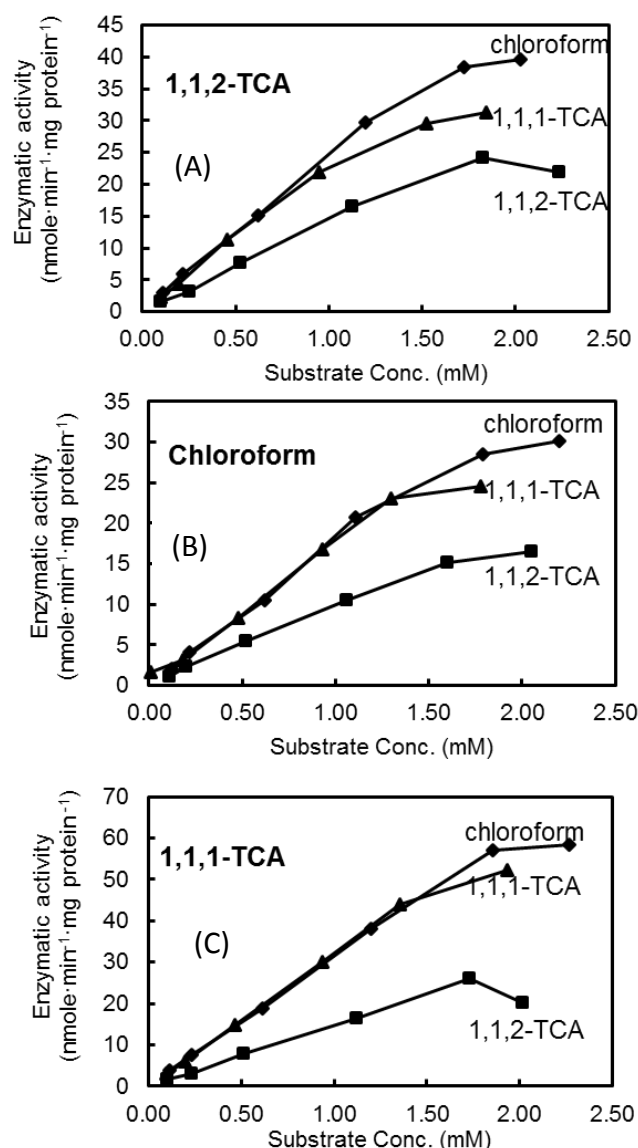 Enzymatic activity
(nmole·min⁻¹·mg protein⁻¹)
45
40
35
30
25
20
15
10
5
0
1,1,2-TCA
(A)
chloroform
1,1,1-TCA
1,1,2-TCA
0.50 1.00 1.50 2.00 2.50
Substrate Conc. (mM)
Enzymatic activity
(nmole·min⁻¹·mg protein⁻¹)
35
30
25
20
15
10
5
0
Chloroform
(B)
chloroform
1,1,1-TCA
1,1,2-TCA
0.00 0.50 1.00 1.50 2.00 2.50
Substrate Conc. (mM)
Enzymatic activity
(nmole·min⁻¹·mg protein⁻¹)
70
60
50
40
30
20
10
0
1,1,1-TCA
(C)
chloroform
1,1,1-TCA
1,1,2-TCA
0.00 0.50 1.00 1.50 2.00 2.50
Substrate Conc. (mM)